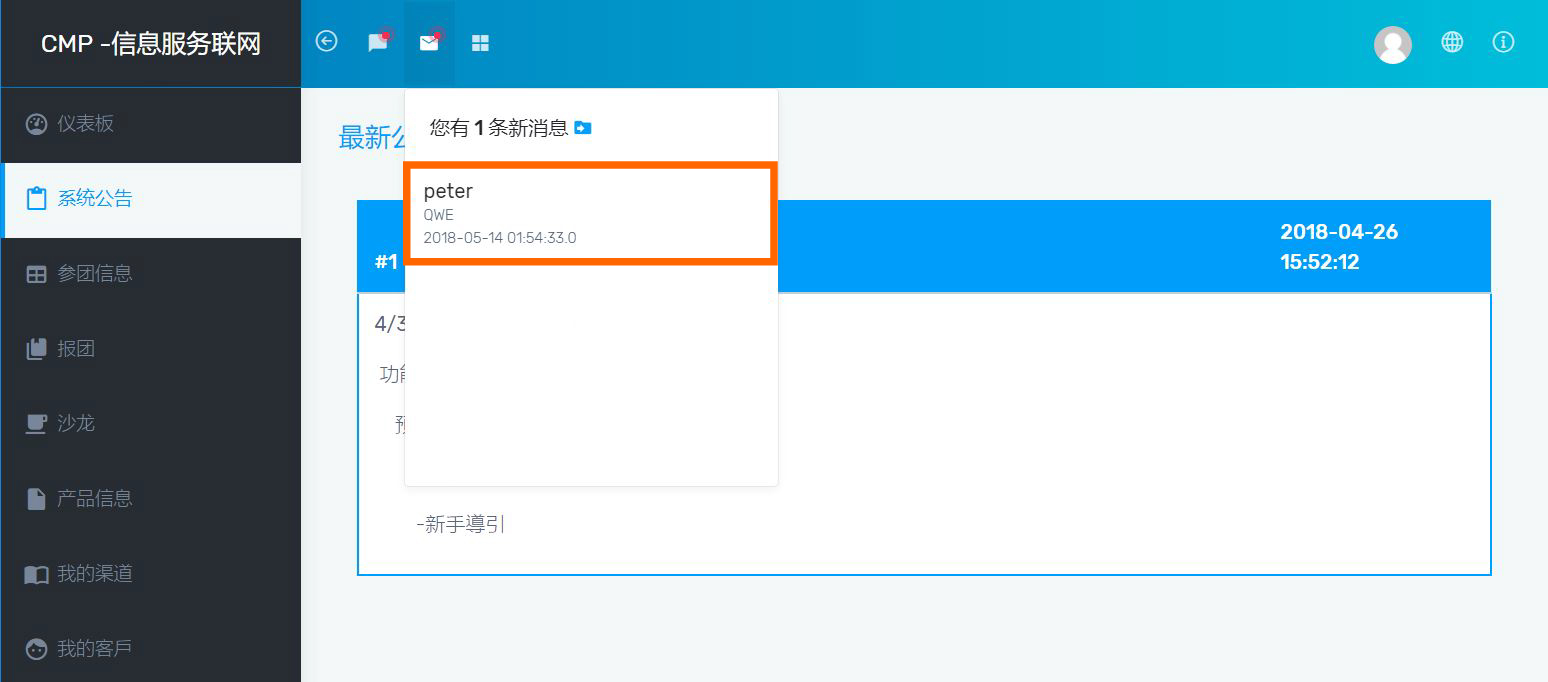 CMP -信息服务联网
仪表板
系统公告
参团信息
报团
沙龙
产品信息
我的渠道
我的客戶
您有 1 条新消息
peter
QWE
2018-05-14 01:54:33.0
最新公
#1
2018-04-26
15:52:12
4/3
功能
预
-新手導引